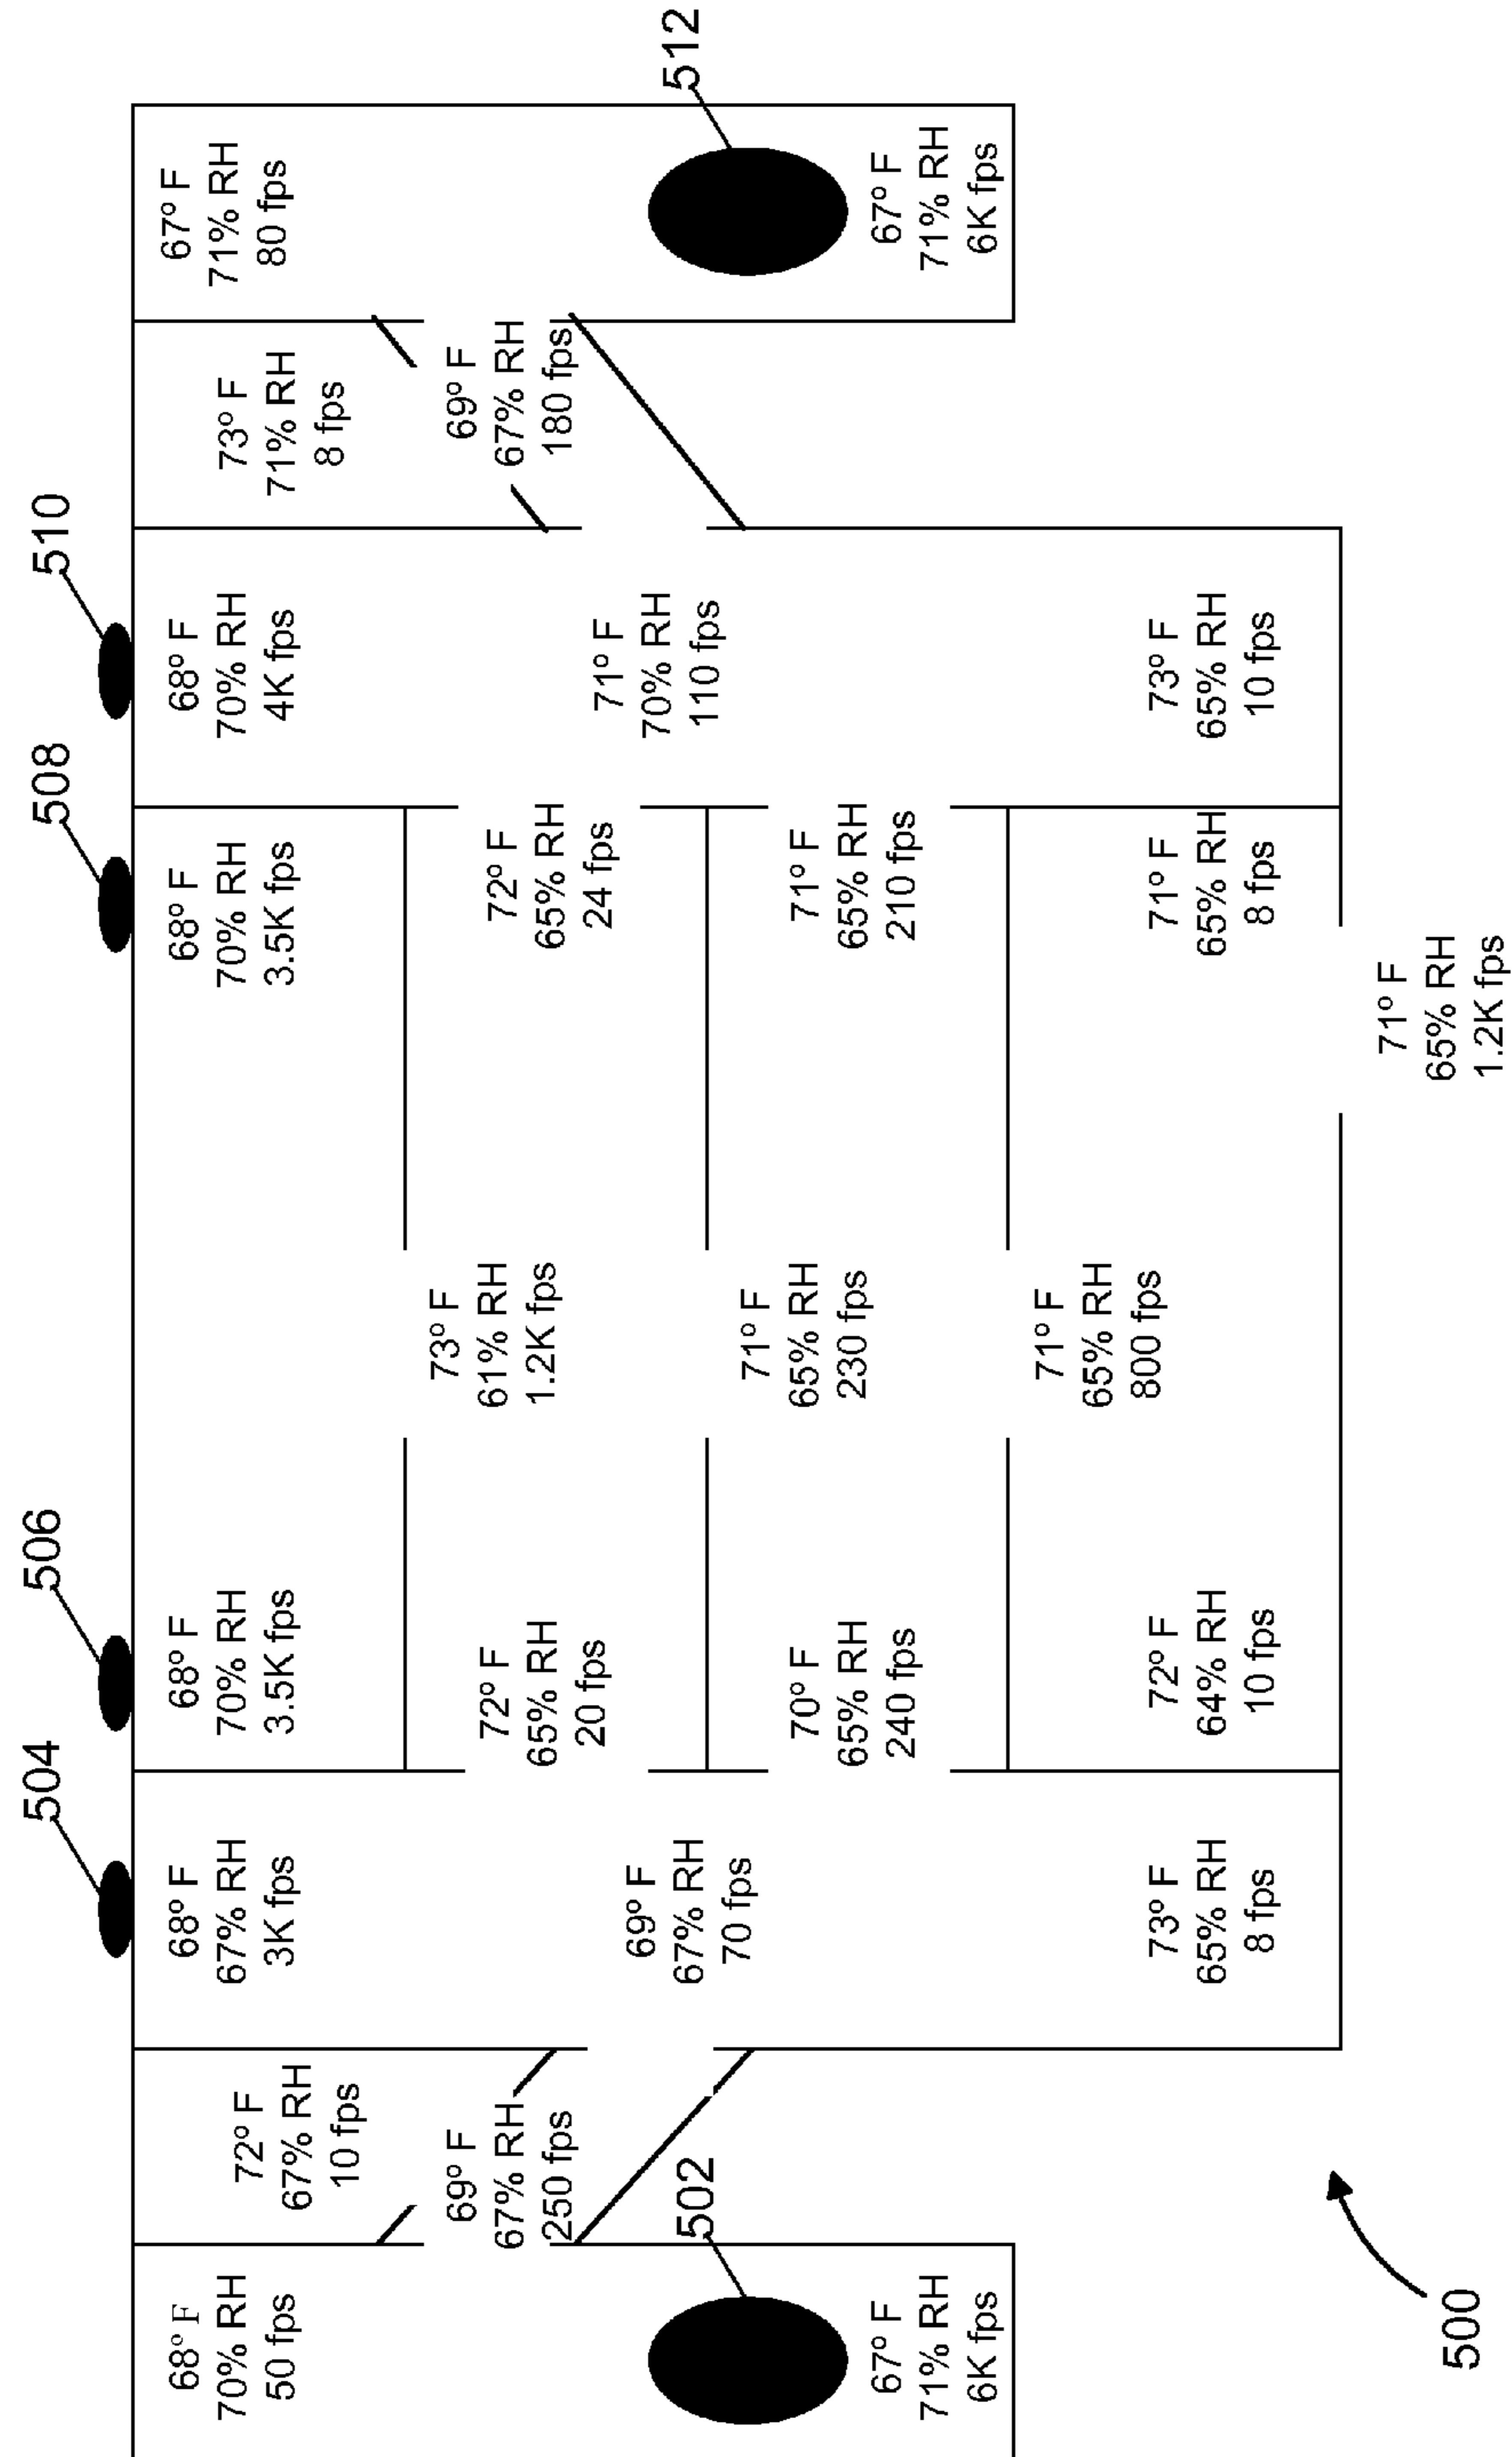 504
506
508
510
68° F
70% RH
50 fps
72° F
67% RH
10 fps
68° F
67% RH
3K fps
68° F
70% RH
3.5K fps
68° F
70% RH
3.5K fps
68° F
70% RH
4K fps
73° F
71% RH
8 fps
67° F
71% RH
80 fps
69° F
67% RH
250 fps
72° F
65% RH
20 fps
73° F
61% RH
1.2K fps
72° F
65% RH
24 fps
69° F
67% RH
180 fps
502
69° F
67% RH
70 fps
70° F
65% RH
240 fps
71° F
65% RH
230 fps
71° F
65% RH
210 fps
71° F
70% RH
110 fps
512
67° F
71% RH
6K fps
67° F
71% RH
6K fps
73° F
65% RH
8 fps
72° F
64% RH
10 fps
71° F
65% RH
800 fps
71° F
65% RH
8 fps
73° F
65% RH
10 fps
71° F
65% RH
1.2K fps
500